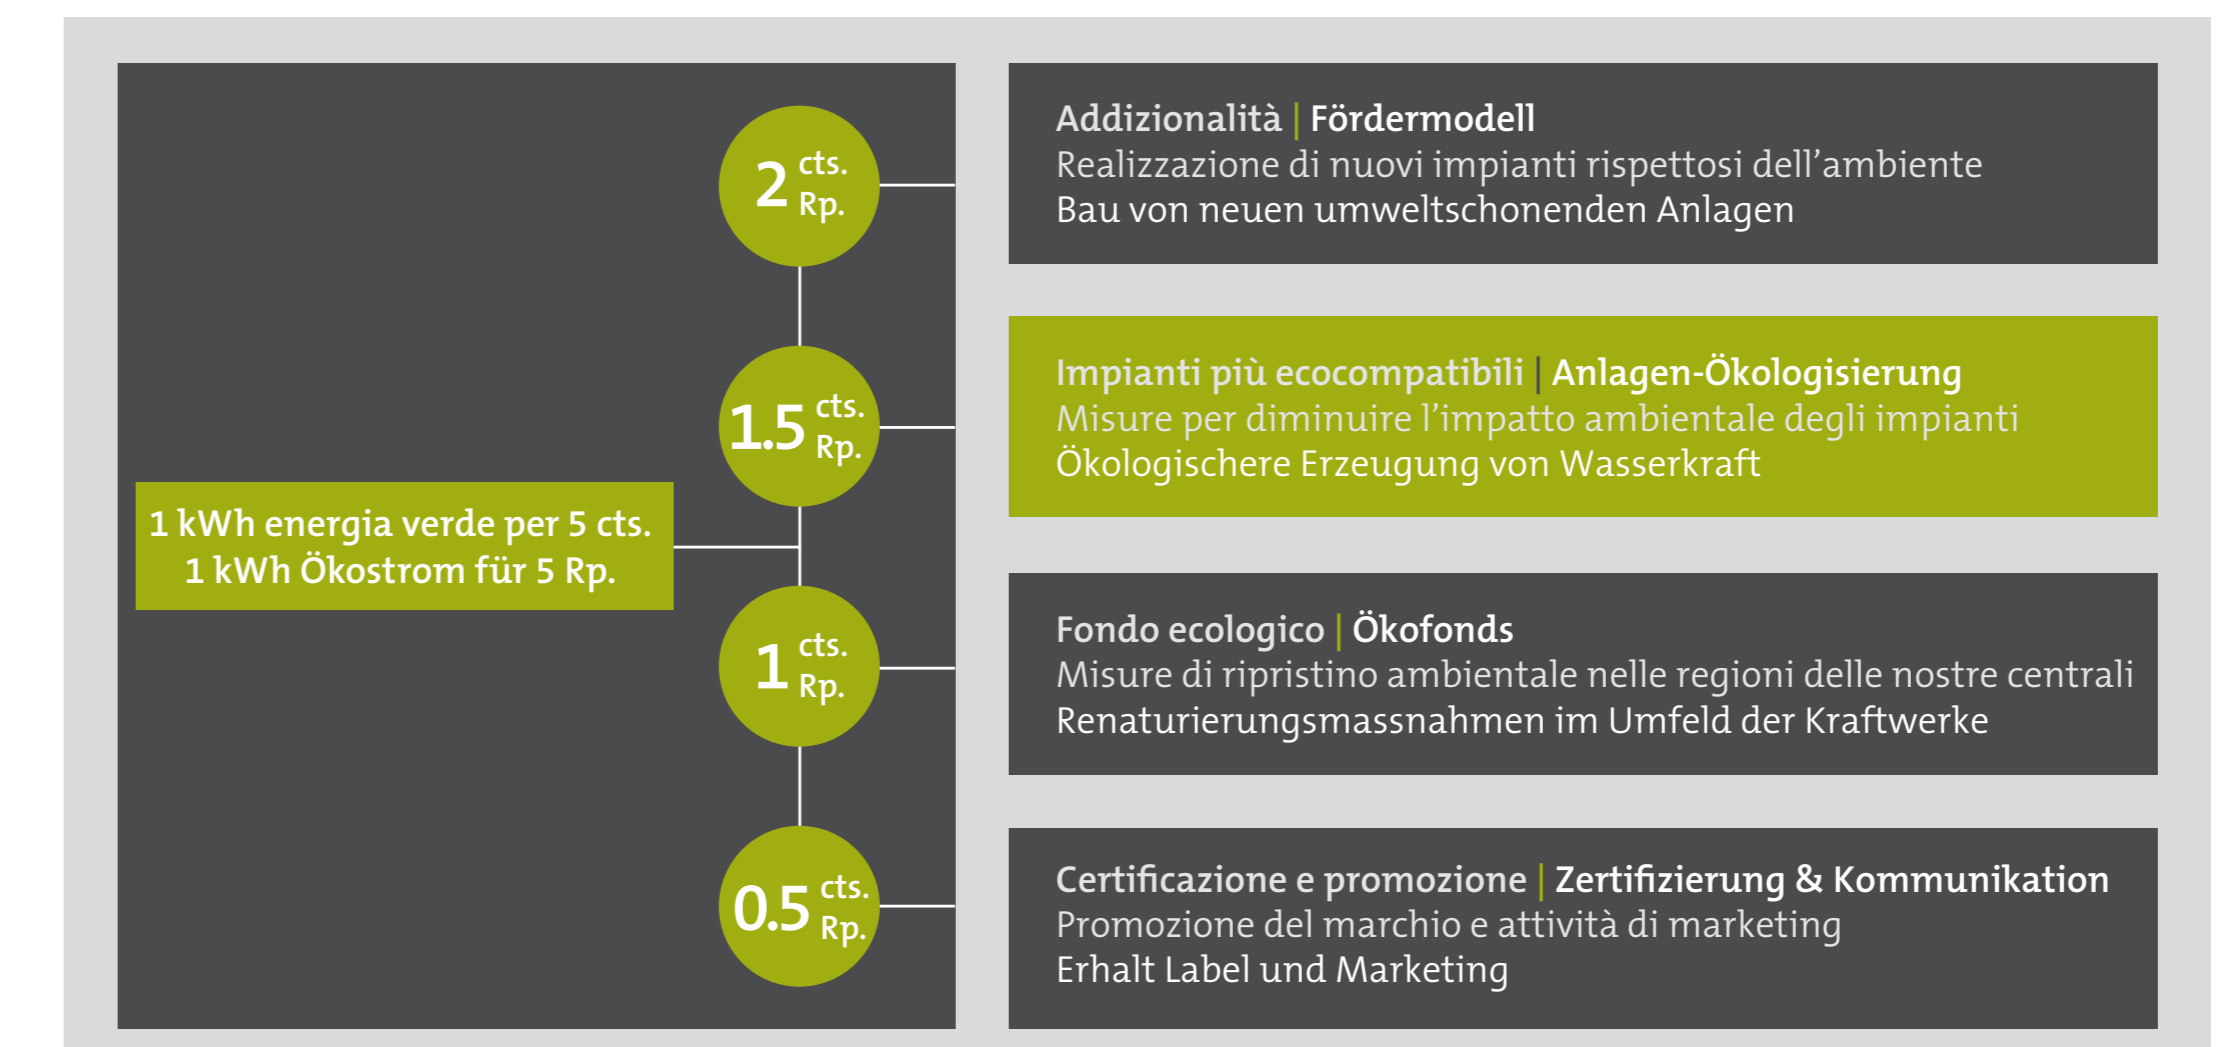 1 kWh energia verde per 5 cts.
1 kWh Ökostrom für 5 Rp.
2 cts.
Rp.
Addizionalità | Fördermodell
Realizzazione di nuovi impianti rispettosi dell’ambiente
Bau von neuen umweltschonenden Anlagen
1.5 cts.
Rp.
Impianti più ecocompatibili | Anlagen-Ökologisierung
Misure per diminuire l’impatto ambientale degli impianti
Ökologischere Erzeugung von Wasserkraft
1 cts.
Rp.
Fondo ecologico | Ökofonds
Misure di ripristino ambientale nelle regioni delle nostre centrali
Renaturierungsmassnahmen im Umfeld der Kraftwerke
0.5 cts.
Rp.
Certificazione e promozione | Zertifizierung & Kommunikation
Promozione del marchio e attività di marketing
Erhalt Label und Marketing